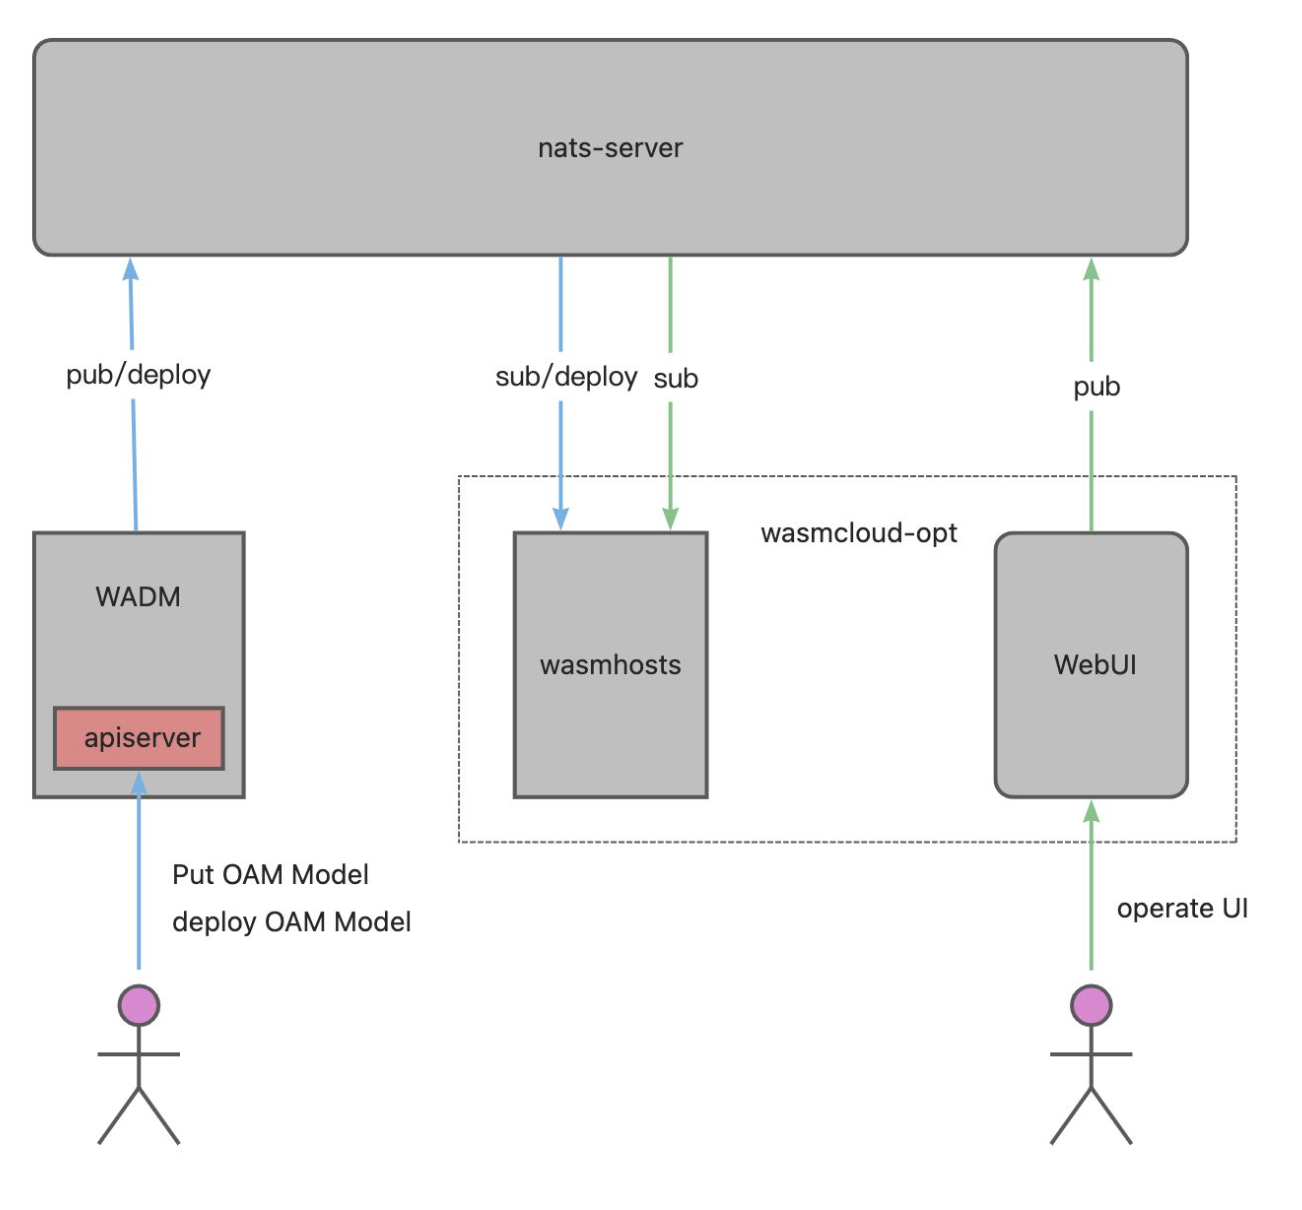 nats-server
pub/deploy
sub/deploy
sub
pub
wasmcloud-opt
WADM
wasmhosts
WebUI
apiserver
Put OAM Model
deploy OAM Model
operate UI